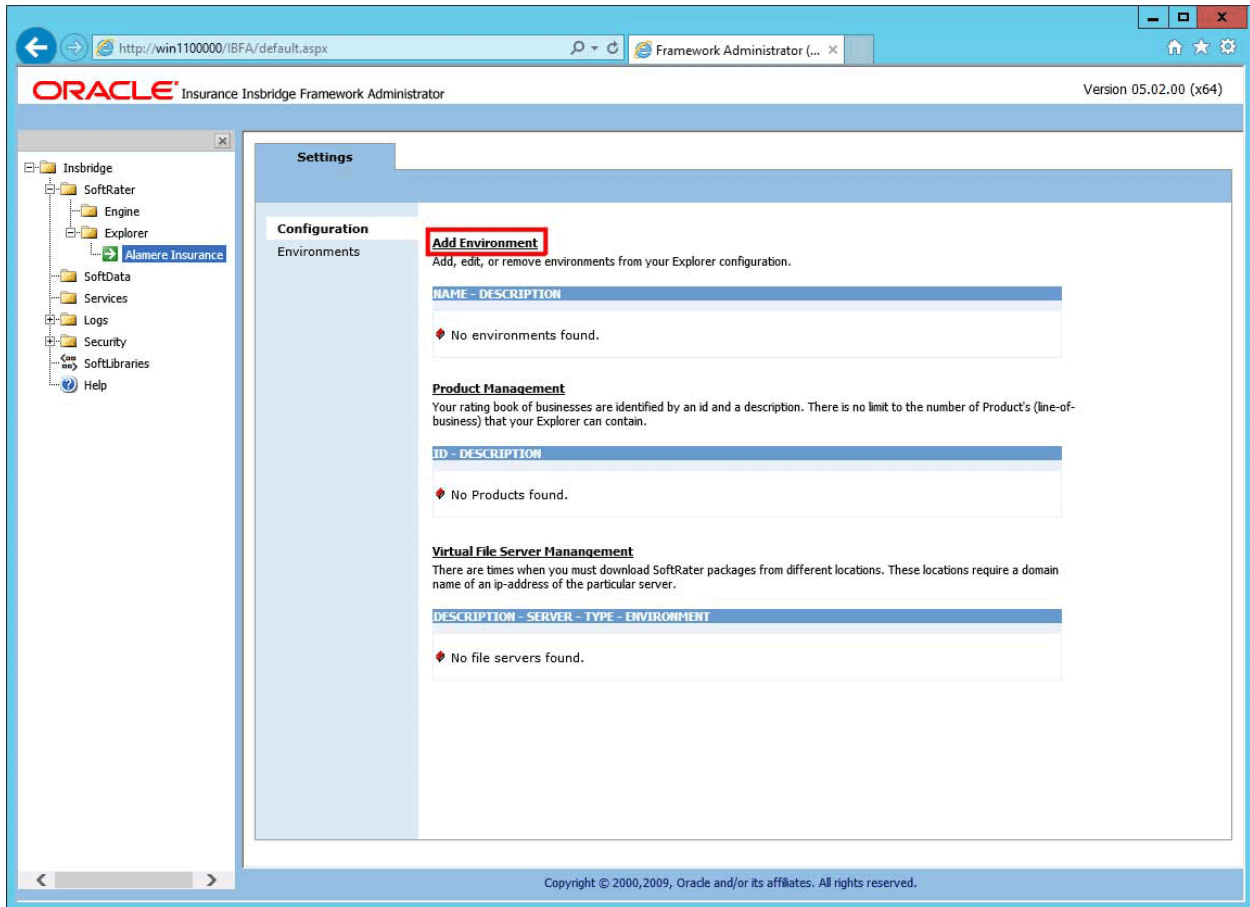 http://win1100000/IBFA/default.aspx
Framework Administrator (...
ORACLE Insurance Insbridge Framework Administrator
Version 05.02.00 (x64)
Insbridge
SoftRater
Engine
Explorer
Alamere Insurance
SoftData
Services
Logs
Security
SoftLibraries
Help
Settings
Configuration
Environments
Add Environment
Add, edit, or remove environments from your Explorer configuration.
NAME - DESCRIPTION
No environments found.
Product Management
Your rating book of businesses are identified by an id and a description. There is no limit to the number of Product's (line-of-
business) that your Explorer can contain.
ID - DESCRIPTION
No Products found.
Virtual File Server Manangement
There are times when you must download SoftRater packages from different locations. These locations require a domain
name of an ip-address of the particular server.
DESCRIPTION - SERVER - TYPE - ENVIRONMENT
No file servers found.
Copyright © 2000,2009, Oracle and/or its affiliates. All rights reserved.